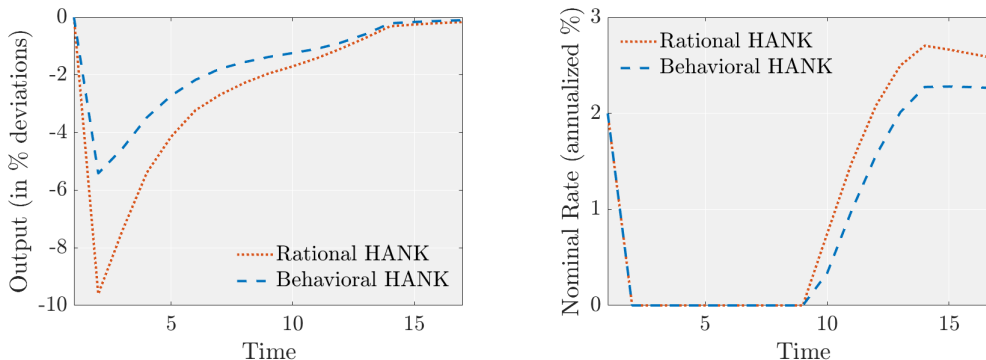 Output (in % deviations)
0
-2
-4
-6
-8
-10
Rational HANK
Behavioral HANK
5
10
15
Time
Nominal Rate (annualized %)
3
2
1
0
Rational HANK
Behavioral HANK
5
10
15
Time